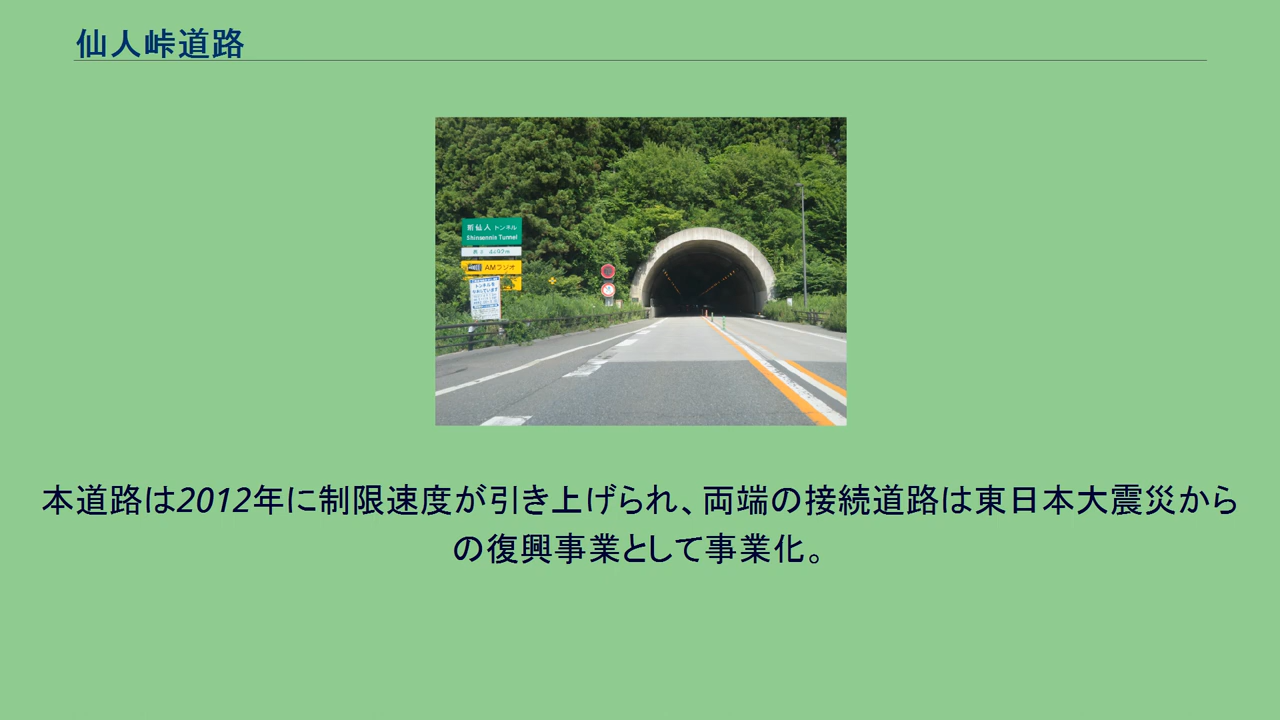 仙人峠道路
新仙人トンネル
Shinsennin Tunnel
4492m
AMラジオ
本道路は2012年に制限速度が引き上げられ、両端の接続道路は東日本大震災から
の復興事業として事業化。